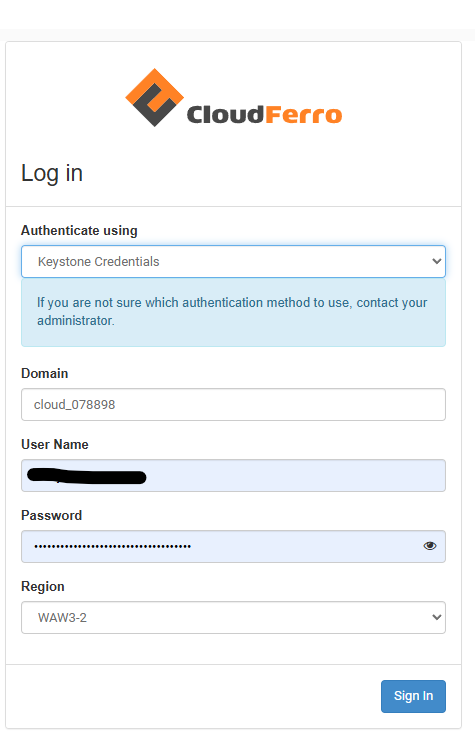 CloudFerro
Log in
Authenticate using
Keystone Credentials
If you are not sure which authentication method to use, contact your
administrator.
Domain
cloud_078898
User Name
Password
Region
WAW3-2
Sign In